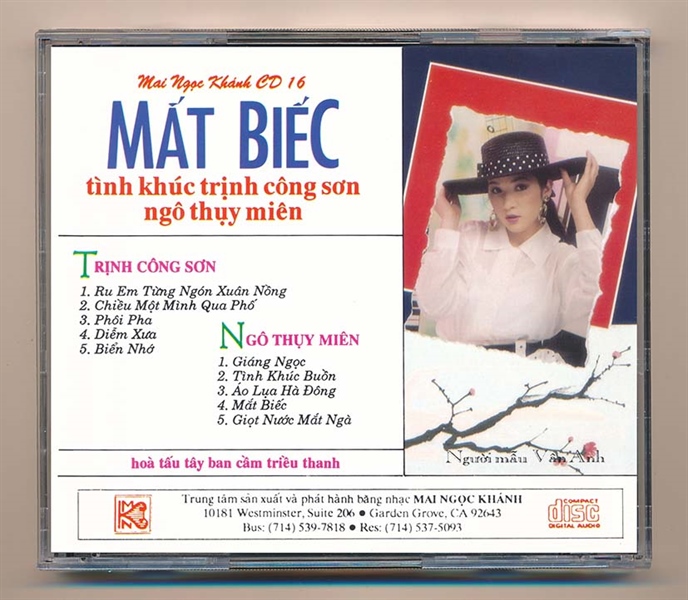 Mai Ngọc Khánh CD 16
MẮT BIẾC
tình khúc trịnh công sơn
ngô thụy miên
TRỊNH CÔNG SƠN
1. Ru Em Từng Ngón Xuân Nồng
2. Chiều Một Mình Qua Phố
3. Phôi Pha
4. Diễm Xưa
5. Biển Nhớ
NGÔ THỤY MIÊN
1. Giáng Ngọc
2. Tình Khúc Buồn
3. Áo Lụa Hà Đông
4. Mắt Biếc
5. Giọt Nước Mắt Ngà
hoà tấu tây ban cầm triều thanh
Người mẫu Vân Anh
Trung tâm sản xuất và phát hành băng nhạc MAI NGỌC KHÁNH
10181 Westminster, Suite 206 ● Garden Grove, CA 92643
Bus: (714) 539-7818 ● Res: (714) 537-5093
MNK
COMPACT
disc
DIGITAL AUDIO